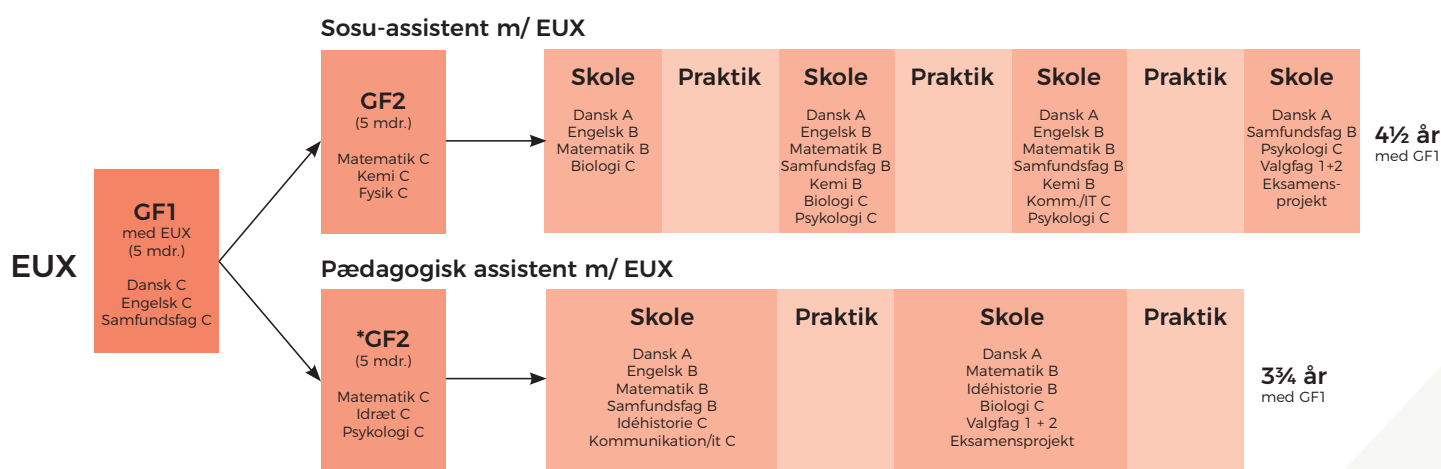 EUX
GF1
med EUX
(5 mdr.)
Dansk C
Engelsk C
Samfundsfag C
Sosu-assistent m/ EUX
GF2
(5 mdr.)
Matematik C
Kemi C
Fysik C
Skole
Dansk A
Engelsk B
Matematik B
Biologi C
Praktik
Skole
Dansk A
Engelsk B
Matematik B
Samfundsfag B
Kemi B
Biologi C
Psykologi C
Praktik
Skole
Dansk A
Engelsk B
Matematik B
Samfundsfag B
Kemi B
Komm./IT C
Psykologi C
Praktik
Skole
Dansk A
Samfundsfag B
Psykologi C
Valgfag 1+2
Eksamens-
projekt
4½ år
med GF1
Pædagogisk assistent m/ EUX
*GF2
(5 mdr.)
Matematik C
Idræt C
Psykologi C
Skole
Dansk A
Engelsk B
Matematik B
Samfundsfag B
Idéhistorie C
Kommunikation/it C
Praktik
Skole
Dansk A
Matematik B
Idéhistorie B
Biologi C
Valgfag 1 + 2
Eksamensprojekt
Praktik
3¾ år
med GF1